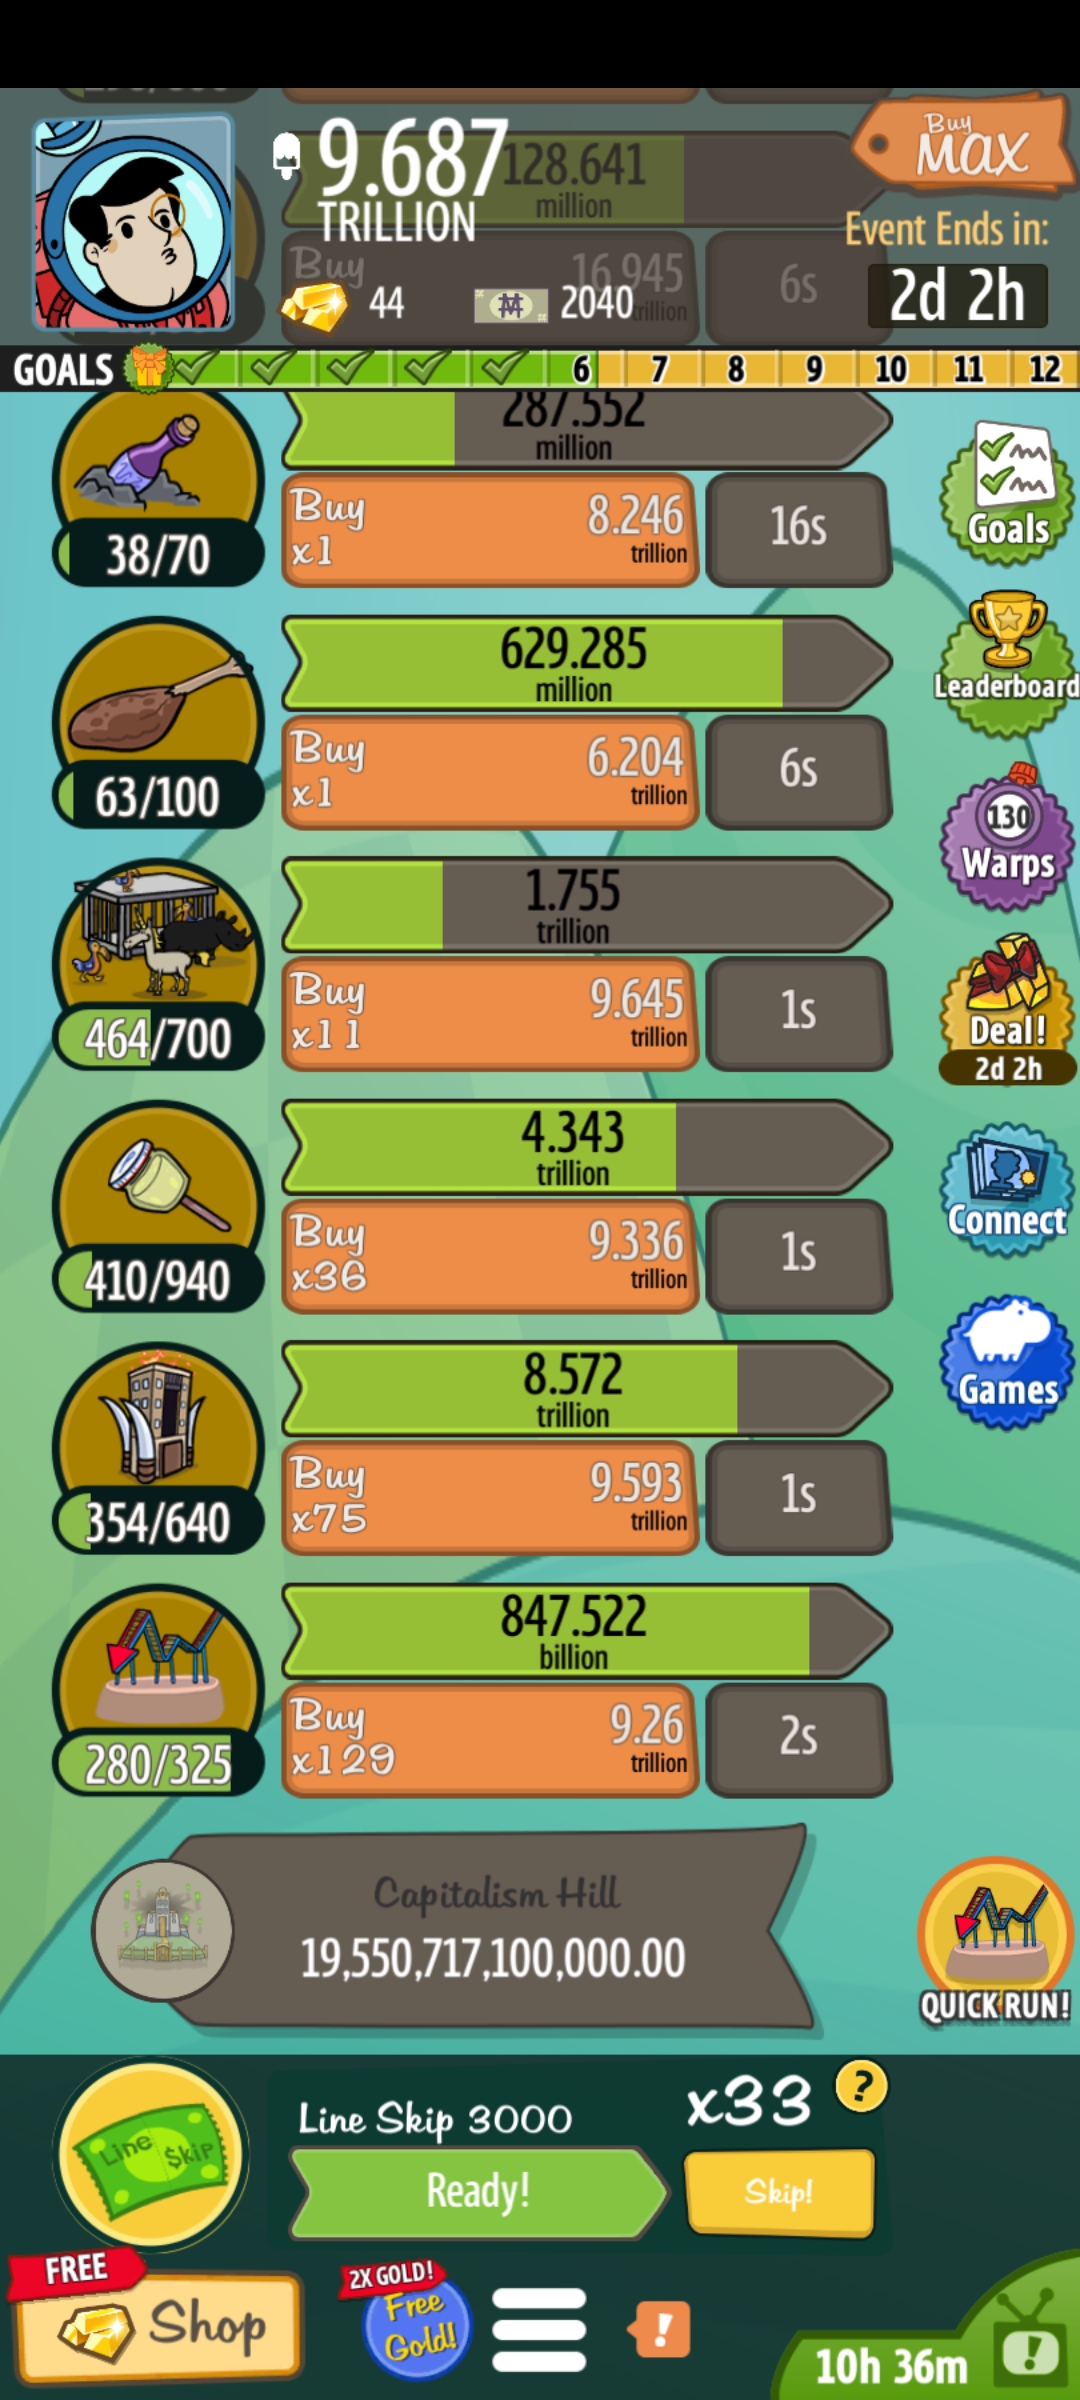 9.687
TRILLION
128.641
million
Buy
MAX
Event Ends in:
2d 2h
Buy
16.945
trillion
6s
44
2040
GOALS
6
7
8
9
10
11
12
287.552
million
38/70
Buy
x1
8.246
trillion
16s
Goals
629.285
million
63/100
Buy
x1
6.204
trillion
6s
Leaderboard
1.755
trillion
464/700
Buy
x11
9.645
trillion
1s
130
Warps
Deal!
2d 2h
4.343
trillion
410/940
Buy
x36
9.336
trillion
1s
Connect
8.572
trillion
354/640
Buy
x75
9.593
trillion
1s
Games
847.522
billion
280/325
Buy
x129
9.26
trillion
2s
Capitalism Hill
19,550,717,100,000.00
QUICK RUN!
Line $kip
Line Skip 3000
Ready!
x33
?
Skip!
FREE
Shop
2X GOLD!
Free
Gold!
!
10h 36m
!